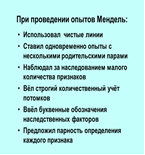 При проведении опытов Мендель:
• Использовал чистые линии
• Ставил одновременно опыты с
несколькими родительскими парами
• Наблюдал за наследованием малого
количества признаков
• Вёл строгий количественный учёт
потомков
• Ввёл буквенные обозначения
наследственных факторов
• Предложил парность определения
каждого признака